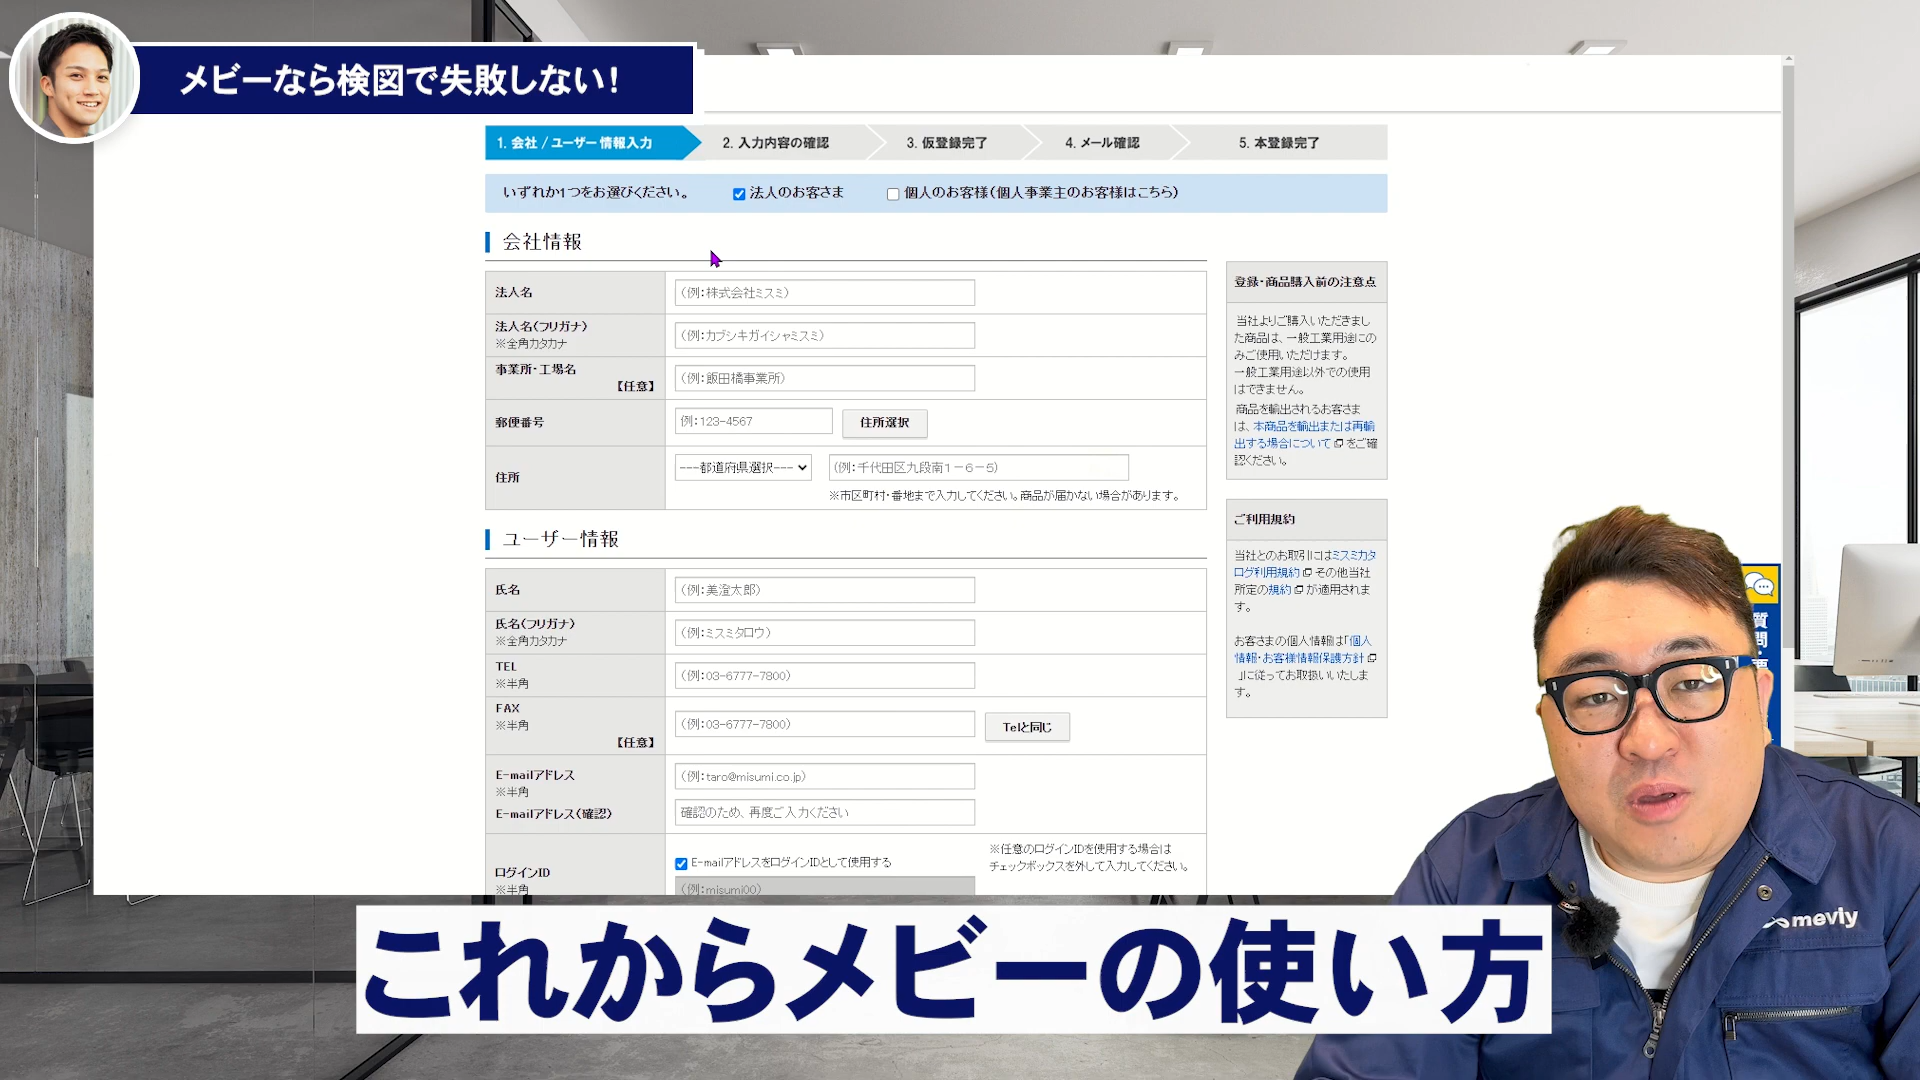 メビーなら検図で失敗しない!
1. 会社 / ユーザー情報入力
2. 入力内容の確認
3. 仮登録完了
4. メール確認
5. 本登録完了
いずれか1つをお選びください。
法人のお客さま
個人のお客様(個人事業主のお客様はこちら)
会社情報
法人名
(例:株式会社ミスミ)
法人名(フリガナ)
※全角カタカナ
(例:カブシキガイシャミスミ)
事業所・工場名
【任意】
(例:飯田橋事業所)
郵便番号
例:123-4567
住所選択
住所
---都道府県選択---
(例:千代田区九段南1-6-5)
※市区町村・番地まで入力してください。商品が届かない場合があります。
ユーザー情報
氏名
(例:美澄太郎)
氏名(フリガナ)
※全角カタカナ
(例:ミスミタロウ)
TEL
※半角
(例:03-6777-7800)
FAX
※半角
【任意】
(例:03-6777-7800)
Telと同じ
E-mailアドレス
※半角
(例:taro@misumi.co.jp)
E-mailアドレス(確認)
確認のため、再度ご入力ください
ログインID
※半角
E-mailアドレスをログインIDとして使用する
(例:misumi00)
※任意のログインIDを使用する場合は
チェックボックスを外して入力してください。
登録・商品購入前の注意点
当社よりご購入いただきまし
た商品は、一般工業用途にの
みご使用いただけます。
一般工業用途以外での使用
はできません。
商品を輸出されるお客さま
は、本商品を輸出または再輸
出する場合についてをご確
認ください。
ご利用規約
当社とのお取引にはミスミカタ
ログ利用規約その他当社
所定の規約が適用されま
す。
お客さまの個人情報は「個人
情報・お客様情報保護方針
」に従ってお取扱いいたしま
す。
質問・要
meviy
これからメビーの使い方